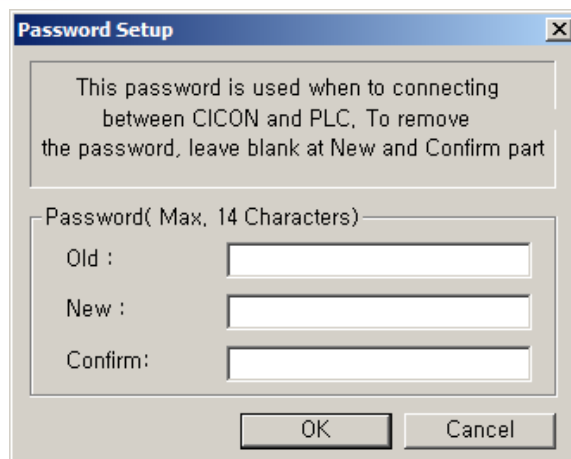 Password Setup
This password is used when to connecting
between CICON and PLC, To remove
the password, leave blank at New and Confirm part
Password( Max, 14 Characters)
Old :
New :
Confirm:
OK
Cancel